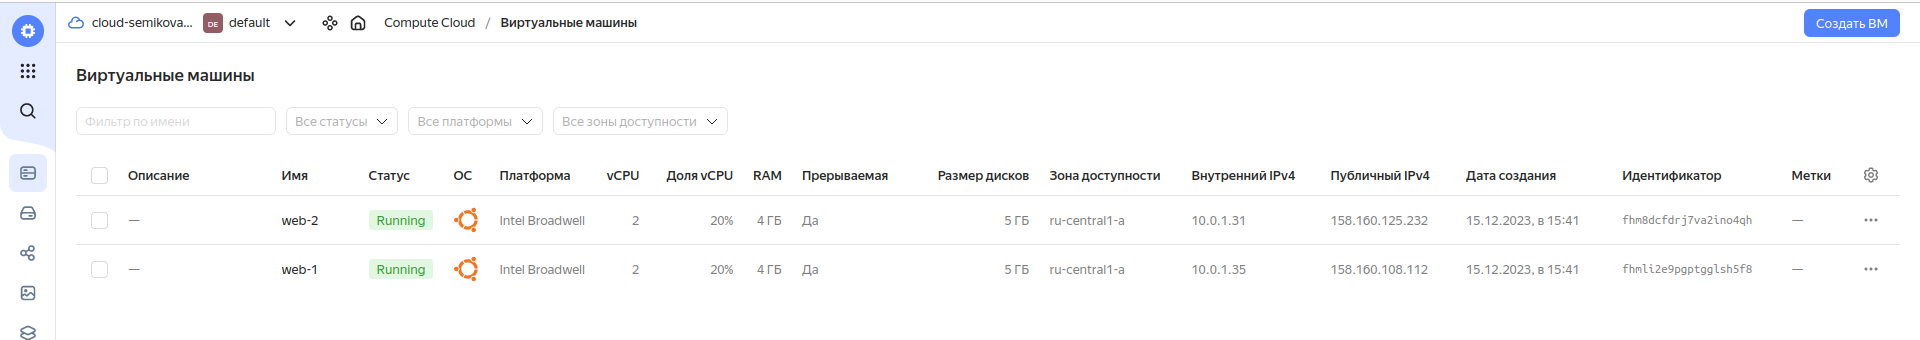 cloud-semikova... DE default Compute Cloud / Виртуальные машины Создать ВМ
Виртуальные машины
Фильтр по имени Все статусы Все платформы Все зоны доступности
Описание Имя Статус ОС Платформа vCPU Доля vCPU RAM Прерываемая Размер дисков Зона доступности Внутренний IPv4 Публичный IPv4 Дата создания Идентификатор Метки
— web-2 Running Intel Broadwell 2 20% 4 ГБ Да 5 ГБ ru-central1-a 10.0.1.31 158.160.125.232 15.12.2023, в 15:41 fhm8dcfdrj7va2ino4qh —
— web-1 Running Intel Broadwell 2 20% 4 ГБ Да 5 ГБ ru-central1-a 10.0.1.35 158.160.108.112 15.12.2023, в 15:41 fhmli2e9pgptgglsh5f8 —